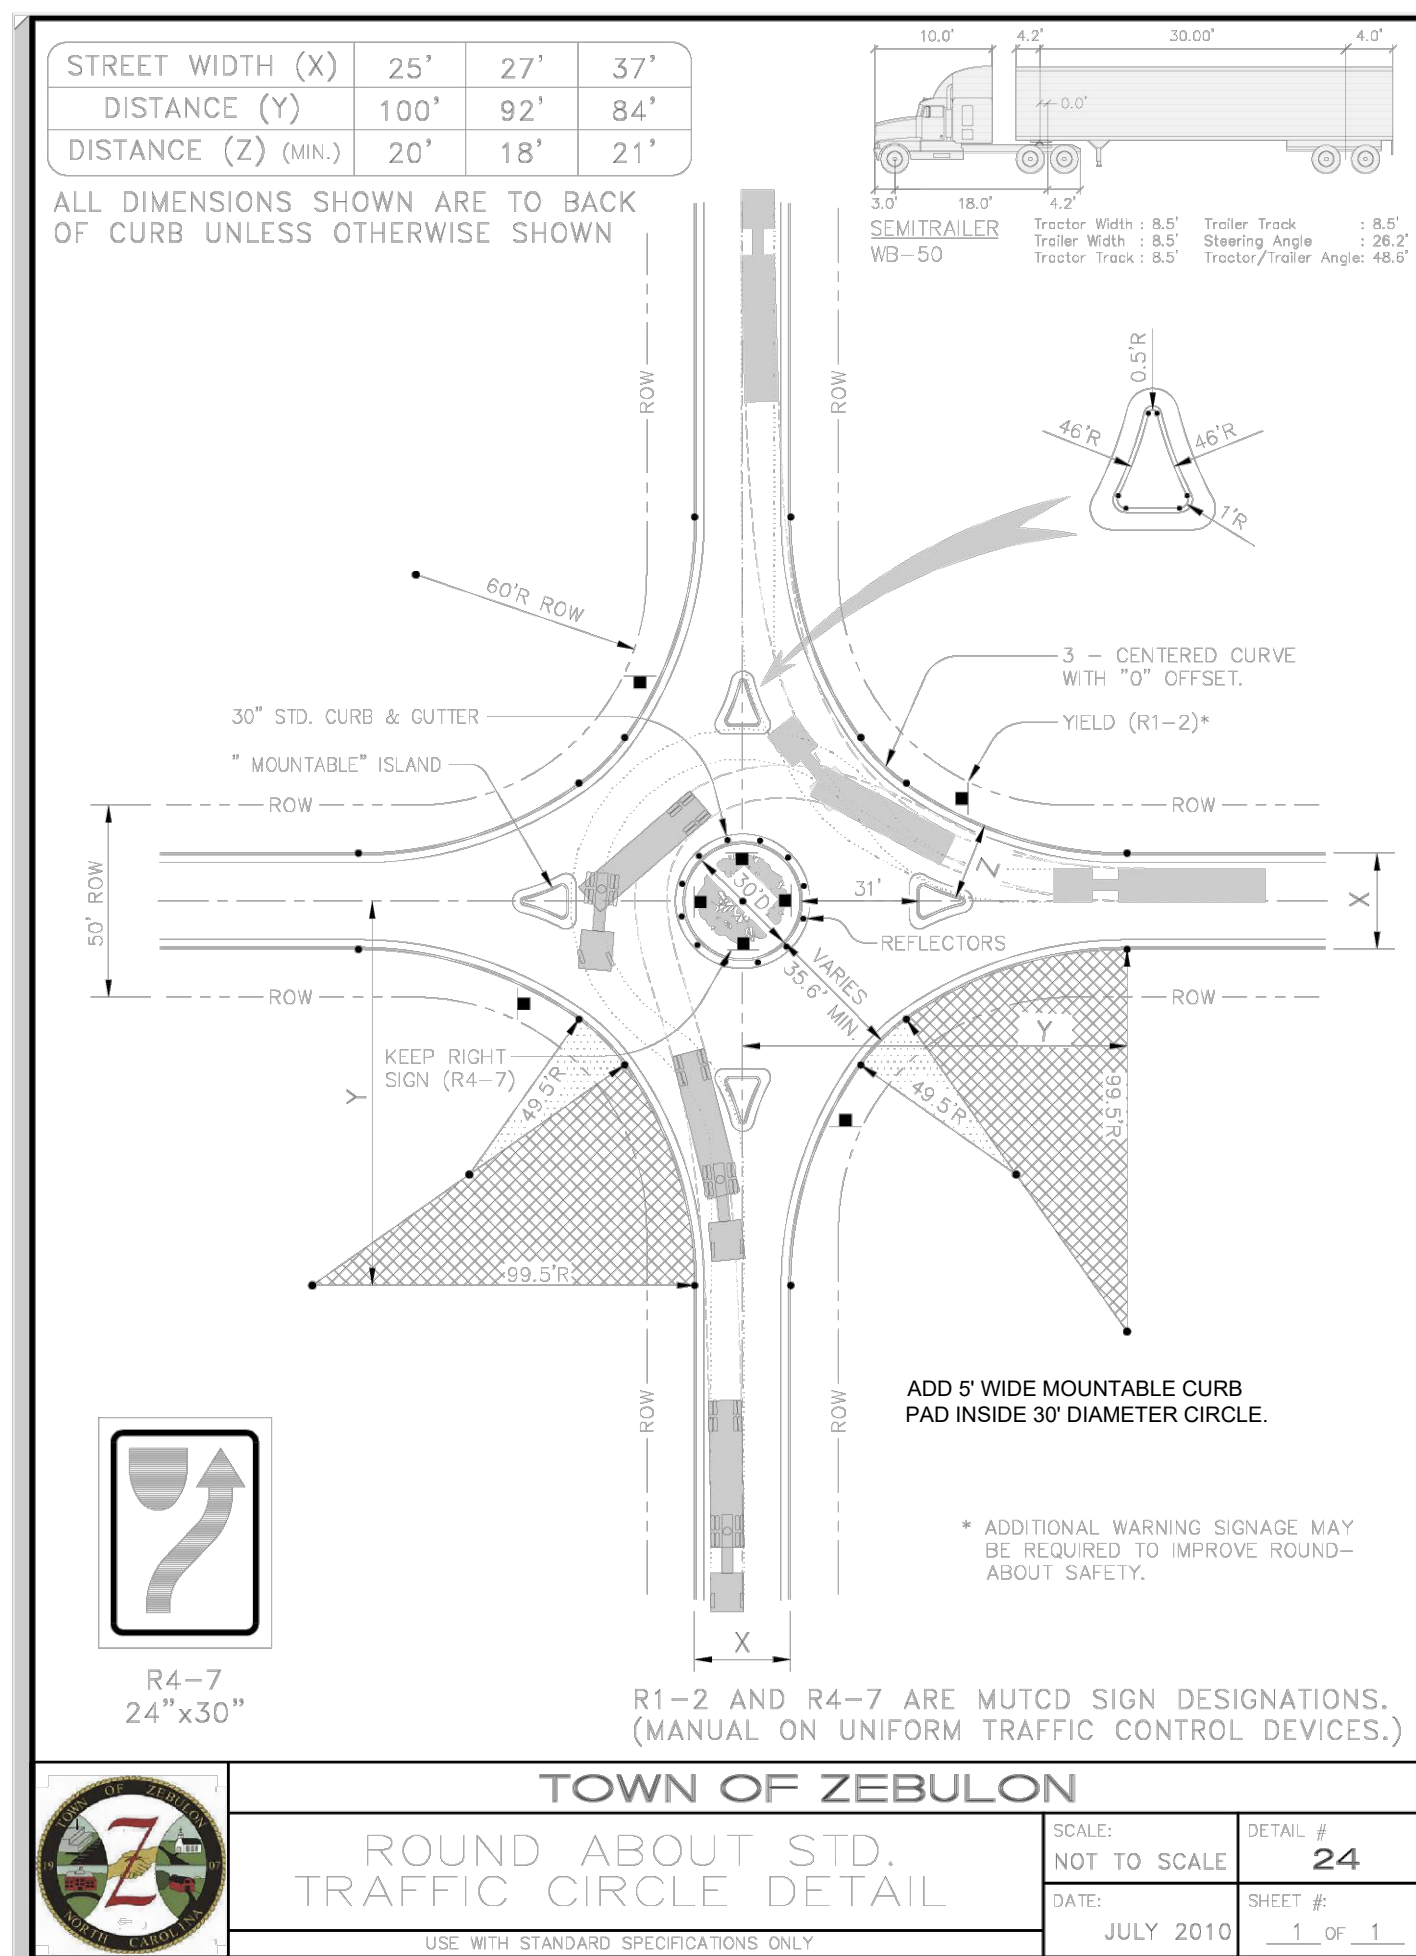 STREET WIDTH (X) 25' 27' 37'
DISTANCE (Y) 100' 92' 84'
DISTANCE (Z) (MIN.) 20' 18' 21'
ALL DIMENSIONS SHOWN ARE TO BACK
OF CURB UNLESS OTHERWISE SHOWN
10.0' 4.2' 30.00' 4.0'
0.0'
3.0' 18.0' 4.2'
SEMITRAILER
WB-50
Tractor Width : 8.5' Trailer Track : 8.5'
Trailer Width : 8.5' Steering Angle : 26.2'
Tractor Track : 8.5' Tractor/Trailer Angle: 48.6'
0.5'R
46'R
46'R
1'R
ROW
ROW
60'R ROW
3 - CENTERED CURVE
WITH "0" OFFSET.
YIELD (R1-2)*
30" STD. CURB & GUTTER
" MOUNTABLE" ISLAND
ROW
ROW
50' ROW
30'D
31'
Z
X
REFLECTORS
VARIES
35.6' MIN.
ROW
ROW
KEEP RIGHT
SIGN (R4-7)
Y
Y
49.5'R
49.5'R
99.5'R
99.5'R
ROW
ROW
ADD 5' WIDE MOUNTABLE CURB
PAD INSIDE 30' DIAMETER CIRCLE.
* ADDITIONAL WARNING SIGNAGE MAY
BE REQUIRED TO IMPROVE ROUND-
ABOUT SAFETY.
X
R4-7
24"x30"
R1-2 AND R4-7 ARE MUTCD SIGN DESIGNATIONS.
(MANUAL ON UNIFORM TRAFFIC CONTROL DEVICES.)
TOWN OF ZEBULON
NORTH CAROLINA
19 07
Z
TOWN OF ZEBULON
ROUND ABOUT STD.
TRAFFIC CIRCLE DETAIL
USE WITH STANDARD SPECIFICATIONS ONLY
SCALE:
NOT TO SCALE
DETAIL #
24
DATE:
JULY 2010
SHEET #:
1 OF 1